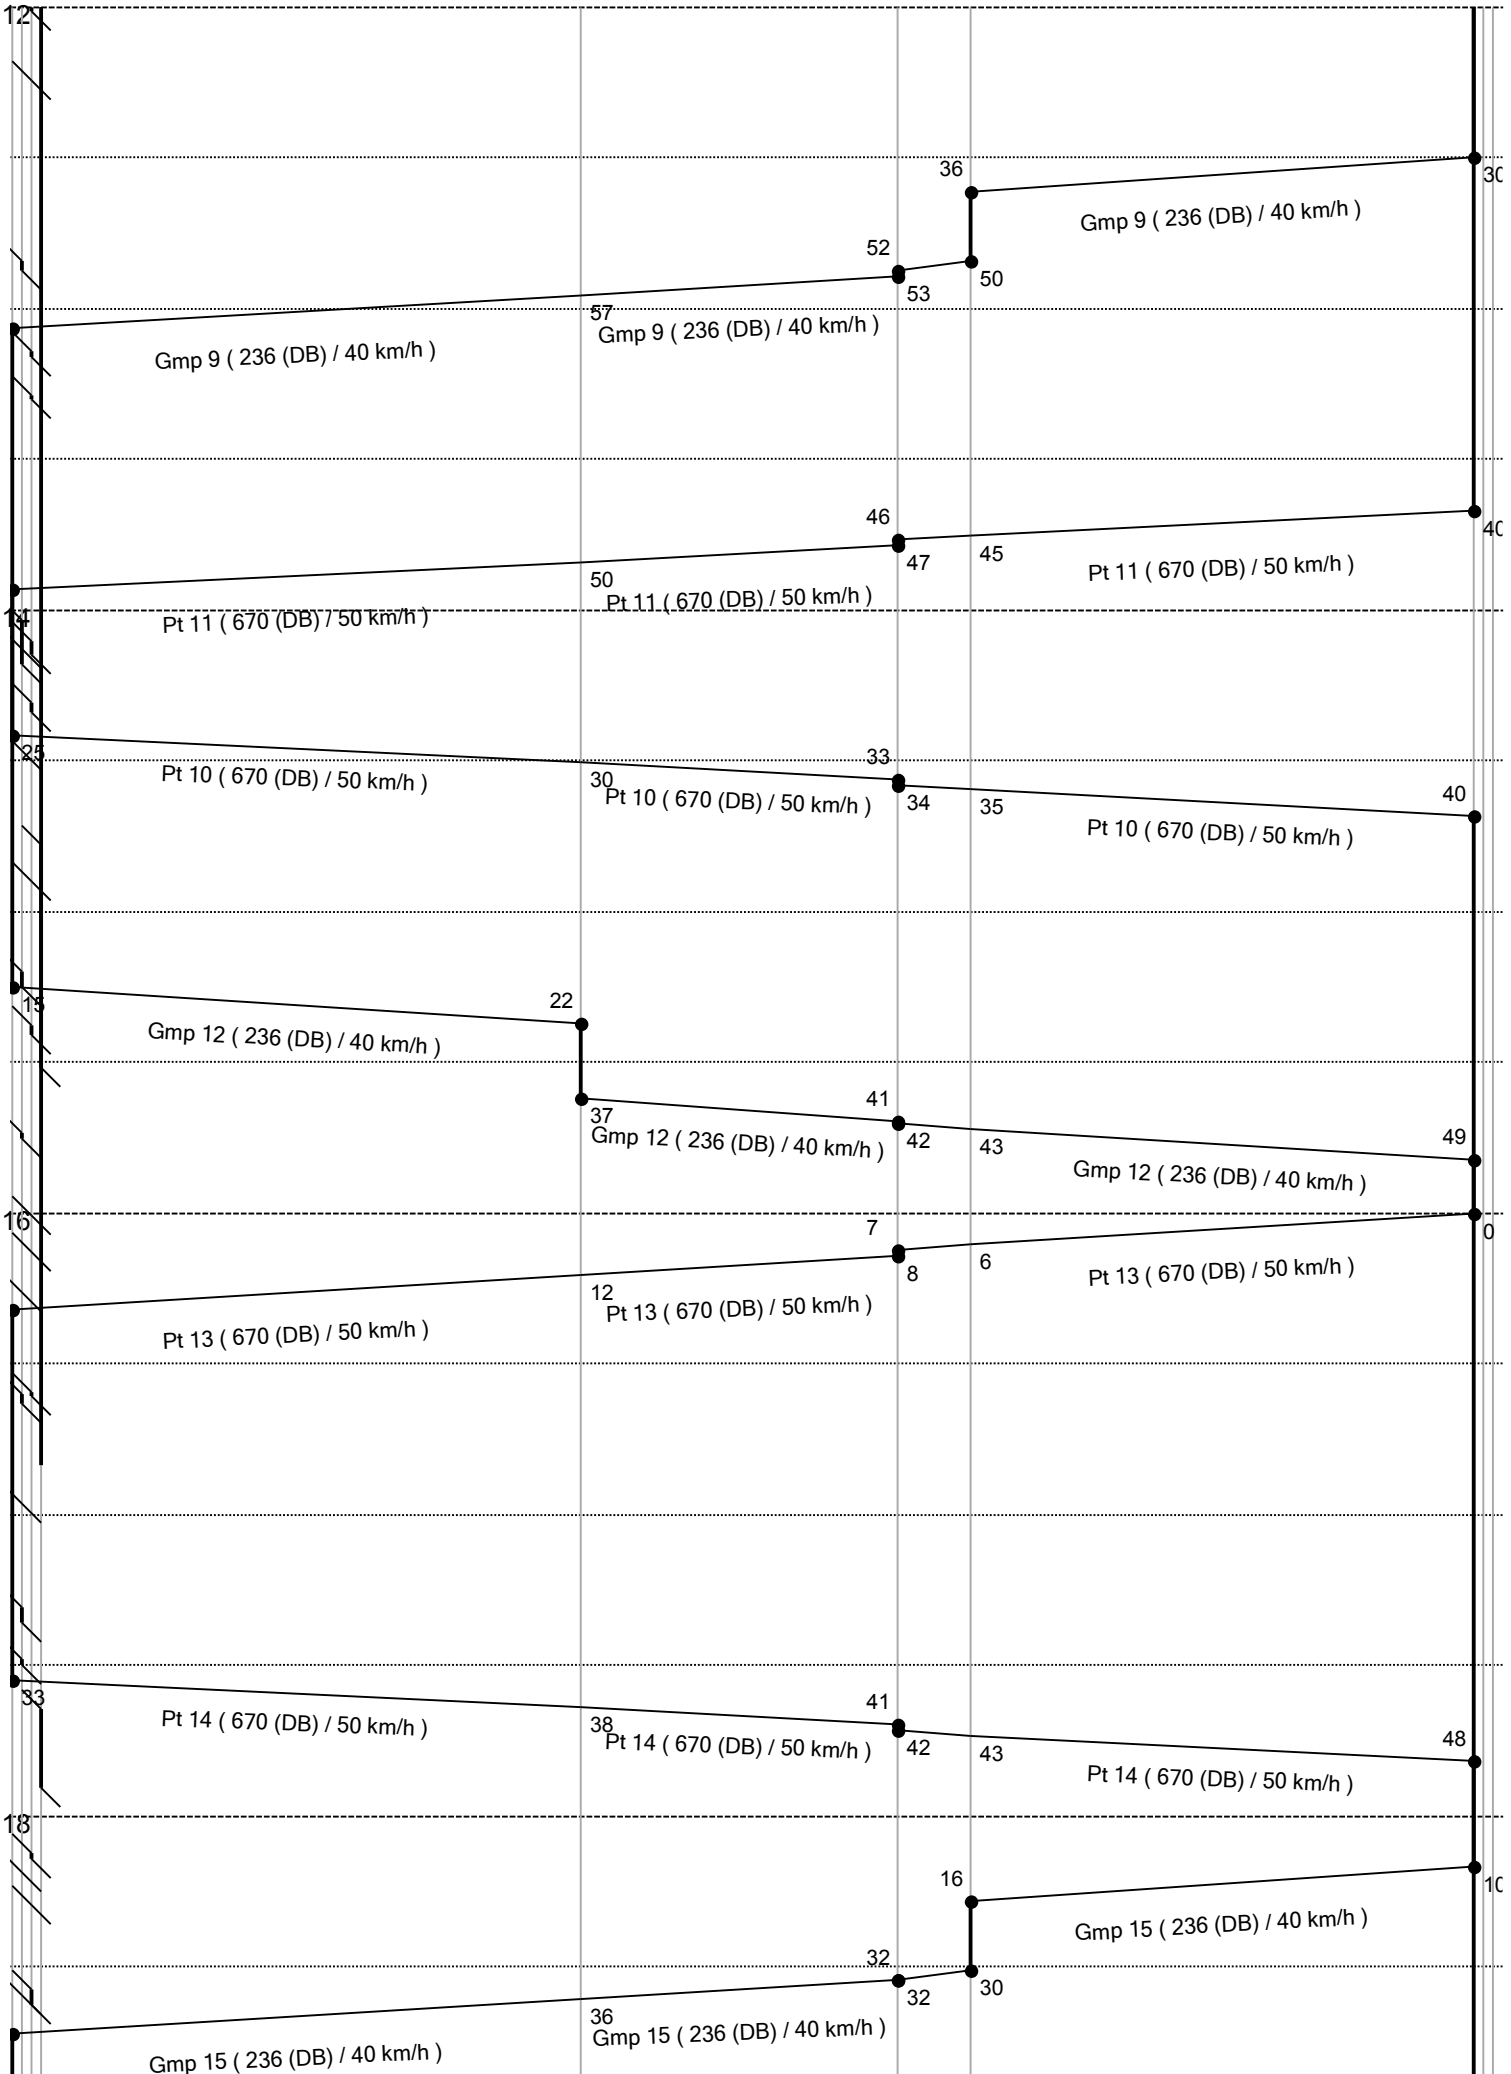 12
36
30
Gmp 9 ( 236 (DB) / 40 km/h )
52
50
53
57
Gmp 9 ( 236 (DB) / 40 km/h )
Gmp 9 ( 236 (DB) / 40 km/h )
46
40
47
45
Pt 11 ( 670 (DB) / 50 km/h )
50
Pt 11 ( 670 (DB) / 50 km/h )
14
Pt 11 ( 670 (DB) / 50 km/h )
25
33
Pt 10 ( 670 (DB) / 50 km/h )
30
Pt 10 ( 670 (DB) / 50 km/h )
34
35
40
Pt 10 ( 670 (DB) / 50 km/h )
15
22
Gmp 12 ( 236 (DB) / 40 km/h )
41
37
Gmp 12 ( 236 (DB) / 40 km/h )
42
43
49
Gmp 12 ( 236 (DB) / 40 km/h )
16
7
0
8
6
Pt 13 ( 670 (DB) / 50 km/h )
12
Pt 13 ( 670 (DB) / 50 km/h )
Pt 13 ( 670 (DB) / 50 km/h )
33
41
Pt 14 ( 670 (DB) / 50 km/h )
38
Pt 14 ( 670 (DB) / 50 km/h )
42
43
48
Pt 14 ( 670 (DB) / 50 km/h )
18
16
10
Gmp 15 ( 236 (DB) / 40 km/h )
32
32
30
36
Gmp 15 ( 236 (DB) / 40 km/h )
Gmp 15 ( 236 (DB) / 40 km/h )